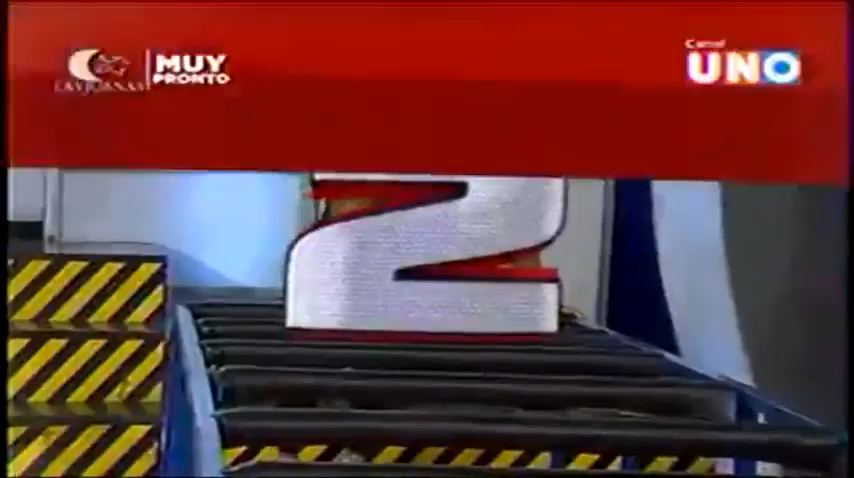 LAS JUANAS
MUY
PRONTO
Canal
UNO
2